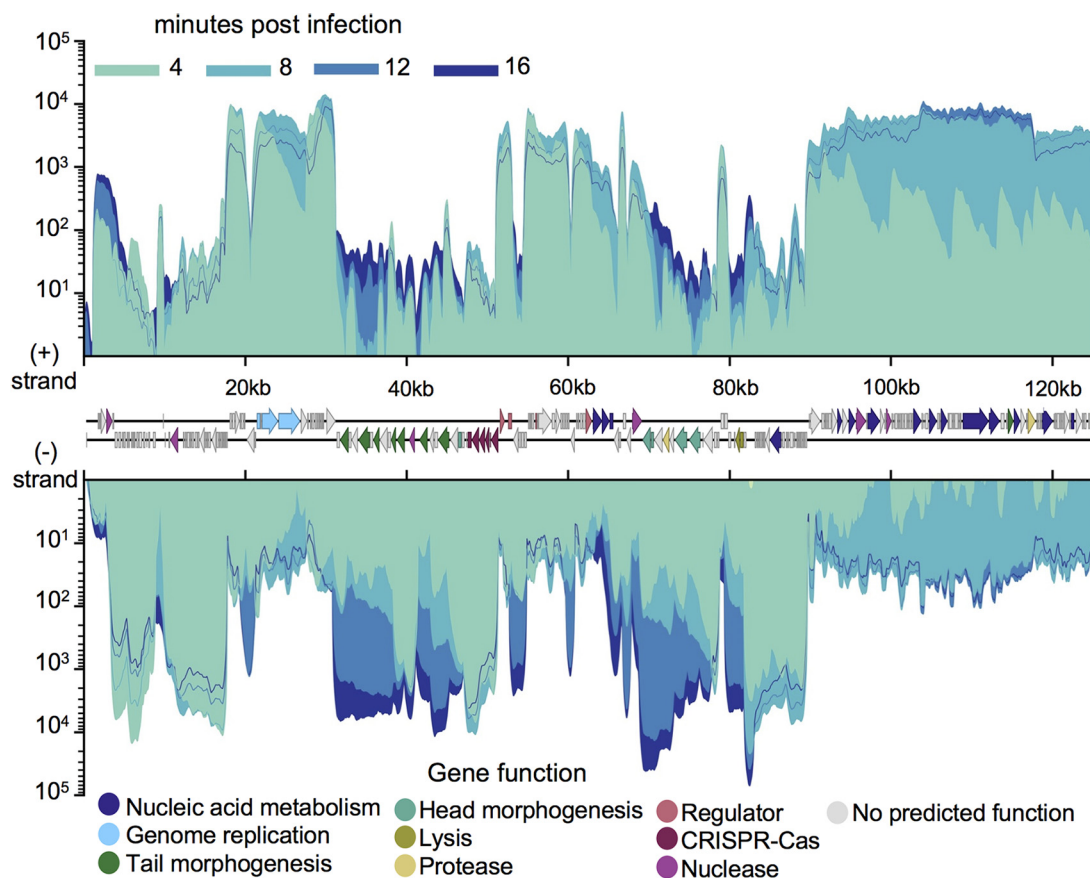 minutes post infection
4 8 12 16
10⁵
10⁴
10³
10²
10¹
(+)
strand
20kb 40kb 60kb 80kb 100kb 120kb
(-)
strand
10¹
10²
10³
10⁴
10⁵
Gene function
Nucleic acid metabolism
Genome replication
Tail morphogenesis
Head morphogenesis
Lysis
Protease
Regulator
CRISPR-Cas
Nuclease
No predicted function